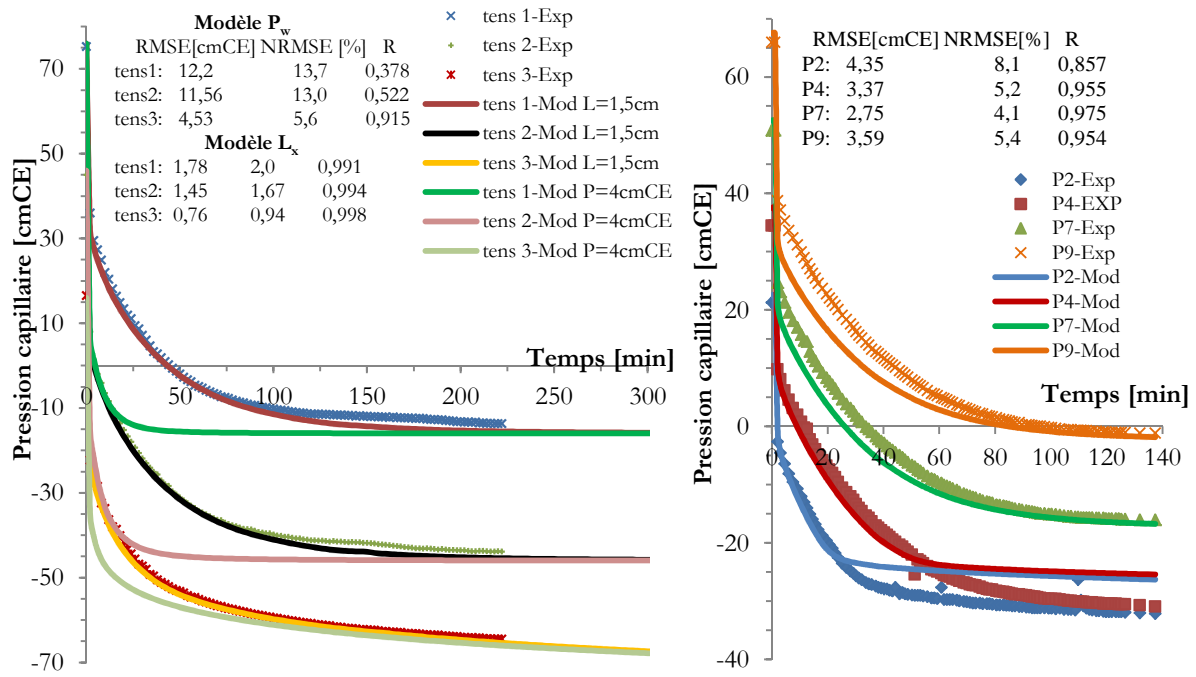 Modèle Pw
RMSE[cmCE] NRMSE [%] R
tens1: 12,2 13,7 0,378
tens2: 11,56 13,0 0,522
tens3: 4,53 5,6 0,915
Modèle Lx
tens1: 1,78 2,0 0,991
tens2: 1,45 1,67 0,994
tens3: 0,76 0,94 0,998
tens 1-Exp
tens 2-Exp
tens 3-Exp
tens 1-Mod L=1,5cm
tens 2-Mod L=1,5cm
tens 3-Mod L=1,5cm
tens 1-Mod P=4cmCE
tens 2-Mod P=4cmCE
tens 3-Mod P=4cmCE
Pression capillaire [cmCE]
70
50
30
10
-10
-30
-50
-70
Temps [min]
0 50 100 150 200 250 300
RMSE[cmCE] NRMSE[%] R
P2: 4,35 8,1 0,857
P4: 3,37 5,2 0,955
P7: 2,75 4,1 0,975
P9: 3,59 5,4 0,954
P2-Exp
P4-EXP
P7-Exp
P9-Exp
P2-Mod
P4-Mod
P7-Mod
P9-Mod
Pression capillaire [cmCE]
60
40
20
0
-20
-40
Temps [min]
0 20 40 60 80 100 120 140